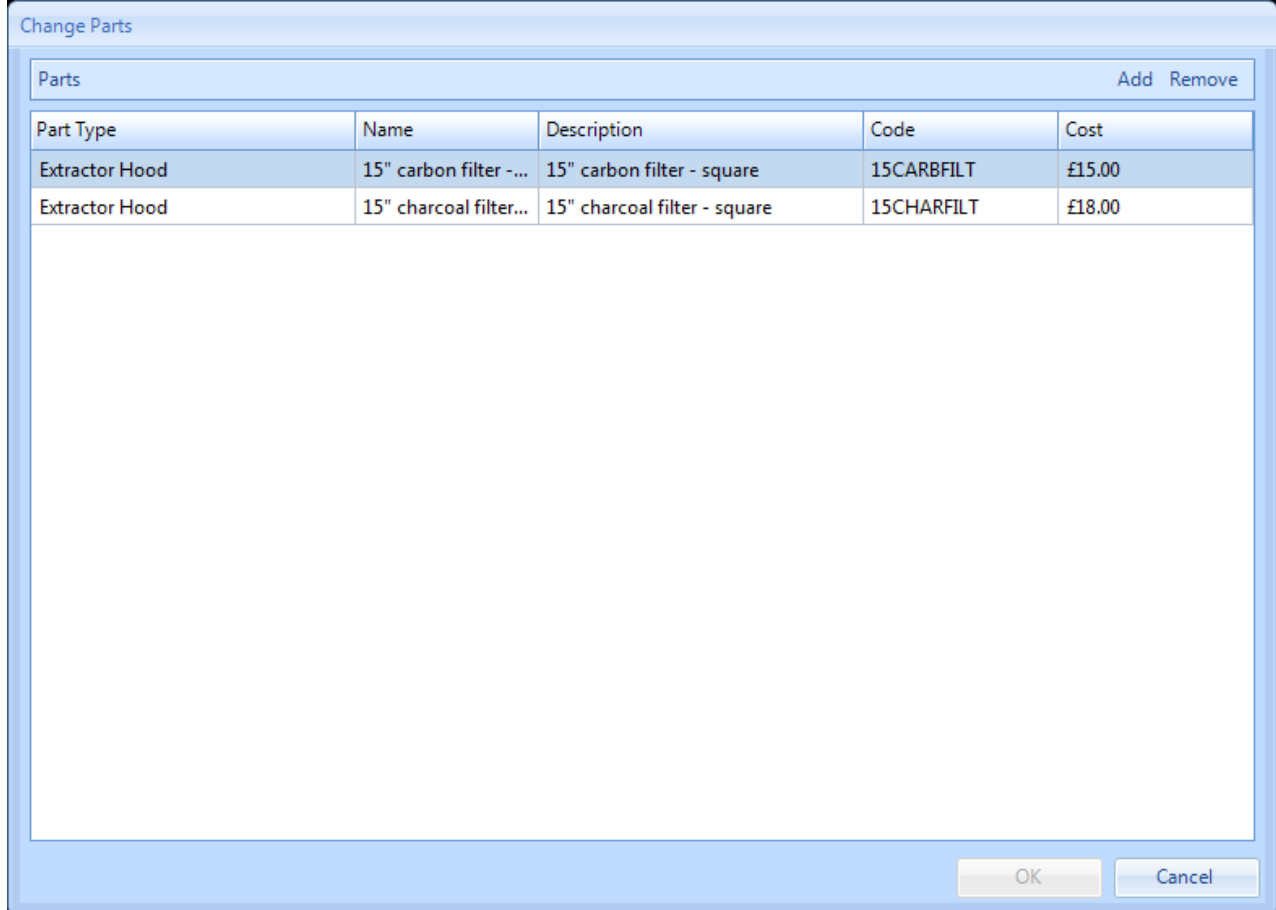 Change Parts
Parts Add Remove
Part Type Name Description Code Cost
Extractor Hood 15" carbon filter -... 15" carbon filter - square 15CARBFILT £15.00
Extractor Hood 15" charcoal filter... 15" charcoal filter - square 15CHARFILT £18.00
OK Cancel